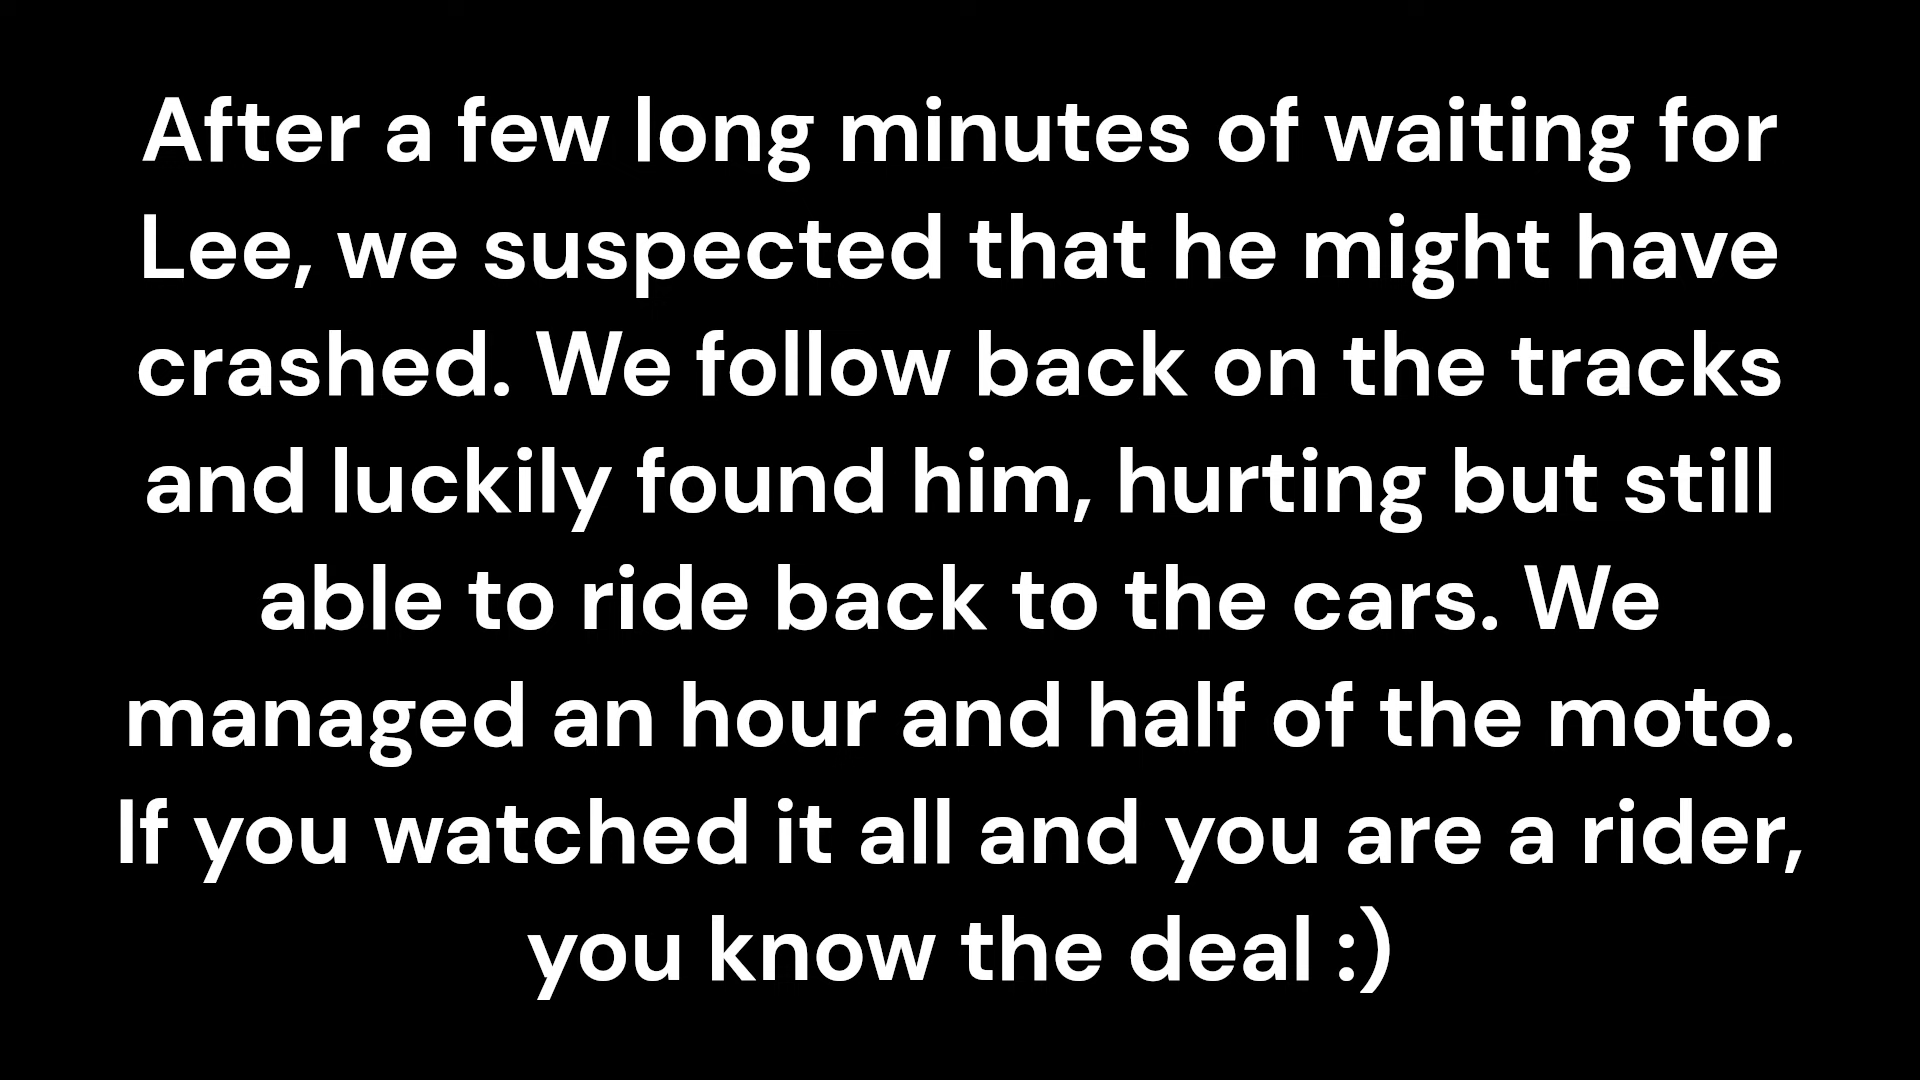 After a few long minutes of waiting for
Lee, we suspected that he might have
crashed. We follow back on the tracks
and luckily found him, hurting but still
able to ride back to the cars. We
managed an hour and half of the moto.
If you watched it all and you are a rider,
you know the deal :)